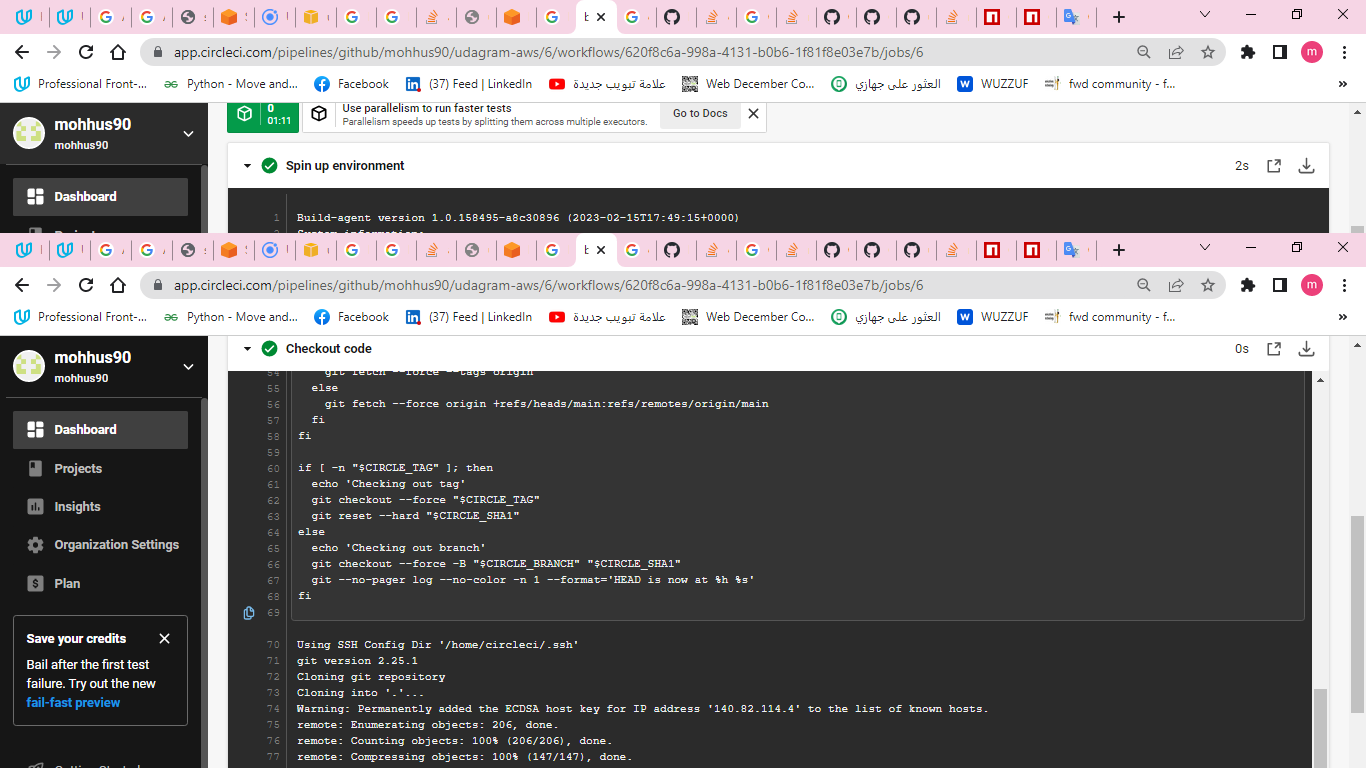 app.circleci.com/pipelines/github/mohhus90/udagram-aws/6/workflows/620f8c6a-998a-4131-b0b6-1f81f8e03e7b/jobs/6
m
Professional Front-... Python - Move and... Facebook (37) Feed | LinkedIn علامة تبويب جديدة Web December Co... العثور على جهازي WUZZUF fwd community - f...
mohhus90
mohhus90
Dashboard
0
01:11
Use parallelism to run faster tests
Parallelism speeds up tests by splitting them across multiple executors.
Go to Docs
Spin up environment
2s
1 Build-agent version 1.0.158495-a8c30896 (2023-02-15T17:49:15+0000)
app.circleci.com/pipelines/github/mohhus90/udagram-aws/6/workflows/620f8c6a-998a-4131-b0b6-1f81f8e03e7b/jobs/6
m
Professional Front-... Python - Move and... Facebook (37) Feed | LinkedIn علامة تبويب جديدة Web December Co... العثور على جهازي WUZZUF fwd community - f...
mohhus90
mohhus90
Dashboard
Projects
Insights
Organization Settings
Plan
Save your credits
Bail after the first test
failure. Try out the new
fail-fast preview
Checkout code
0s
54 git fetch --force --tags origin
55 else
56 git fetch --force origin +refs/heads/main:refs/remotes/origin/main
57 fi
58 fi
59
60 if [ -n "$CIRCLE_TAG" ]; then
61 echo 'Checking out tag'
62 git checkout --force "$CIRCLE_TAG"
63 git reset --hard "$CIRCLE_SHA1"
64 else
65 echo 'Checking out branch'
66 git checkout --force -B "$CIRCLE_BRANCH" "$CIRCLE_SHA1"
67 git --no-pager log --no-color -n 1 --format='HEAD is now at %h %s'
68 fi
69
70 Using SSH Config Dir '/home/circleci/.ssh'
71 git version 2.25.1
72 Cloning git repository
73 Cloning into '.'...
74 Warning: Permanently added the ECDSA host key for IP address '140.82.114.4' to the list of known hosts.
75 remote: Enumerating objects: 206, done.
76 remote: Counting objects: 100% (206/206), done.
77 remote: Compressing objects: 100% (147/147), done.